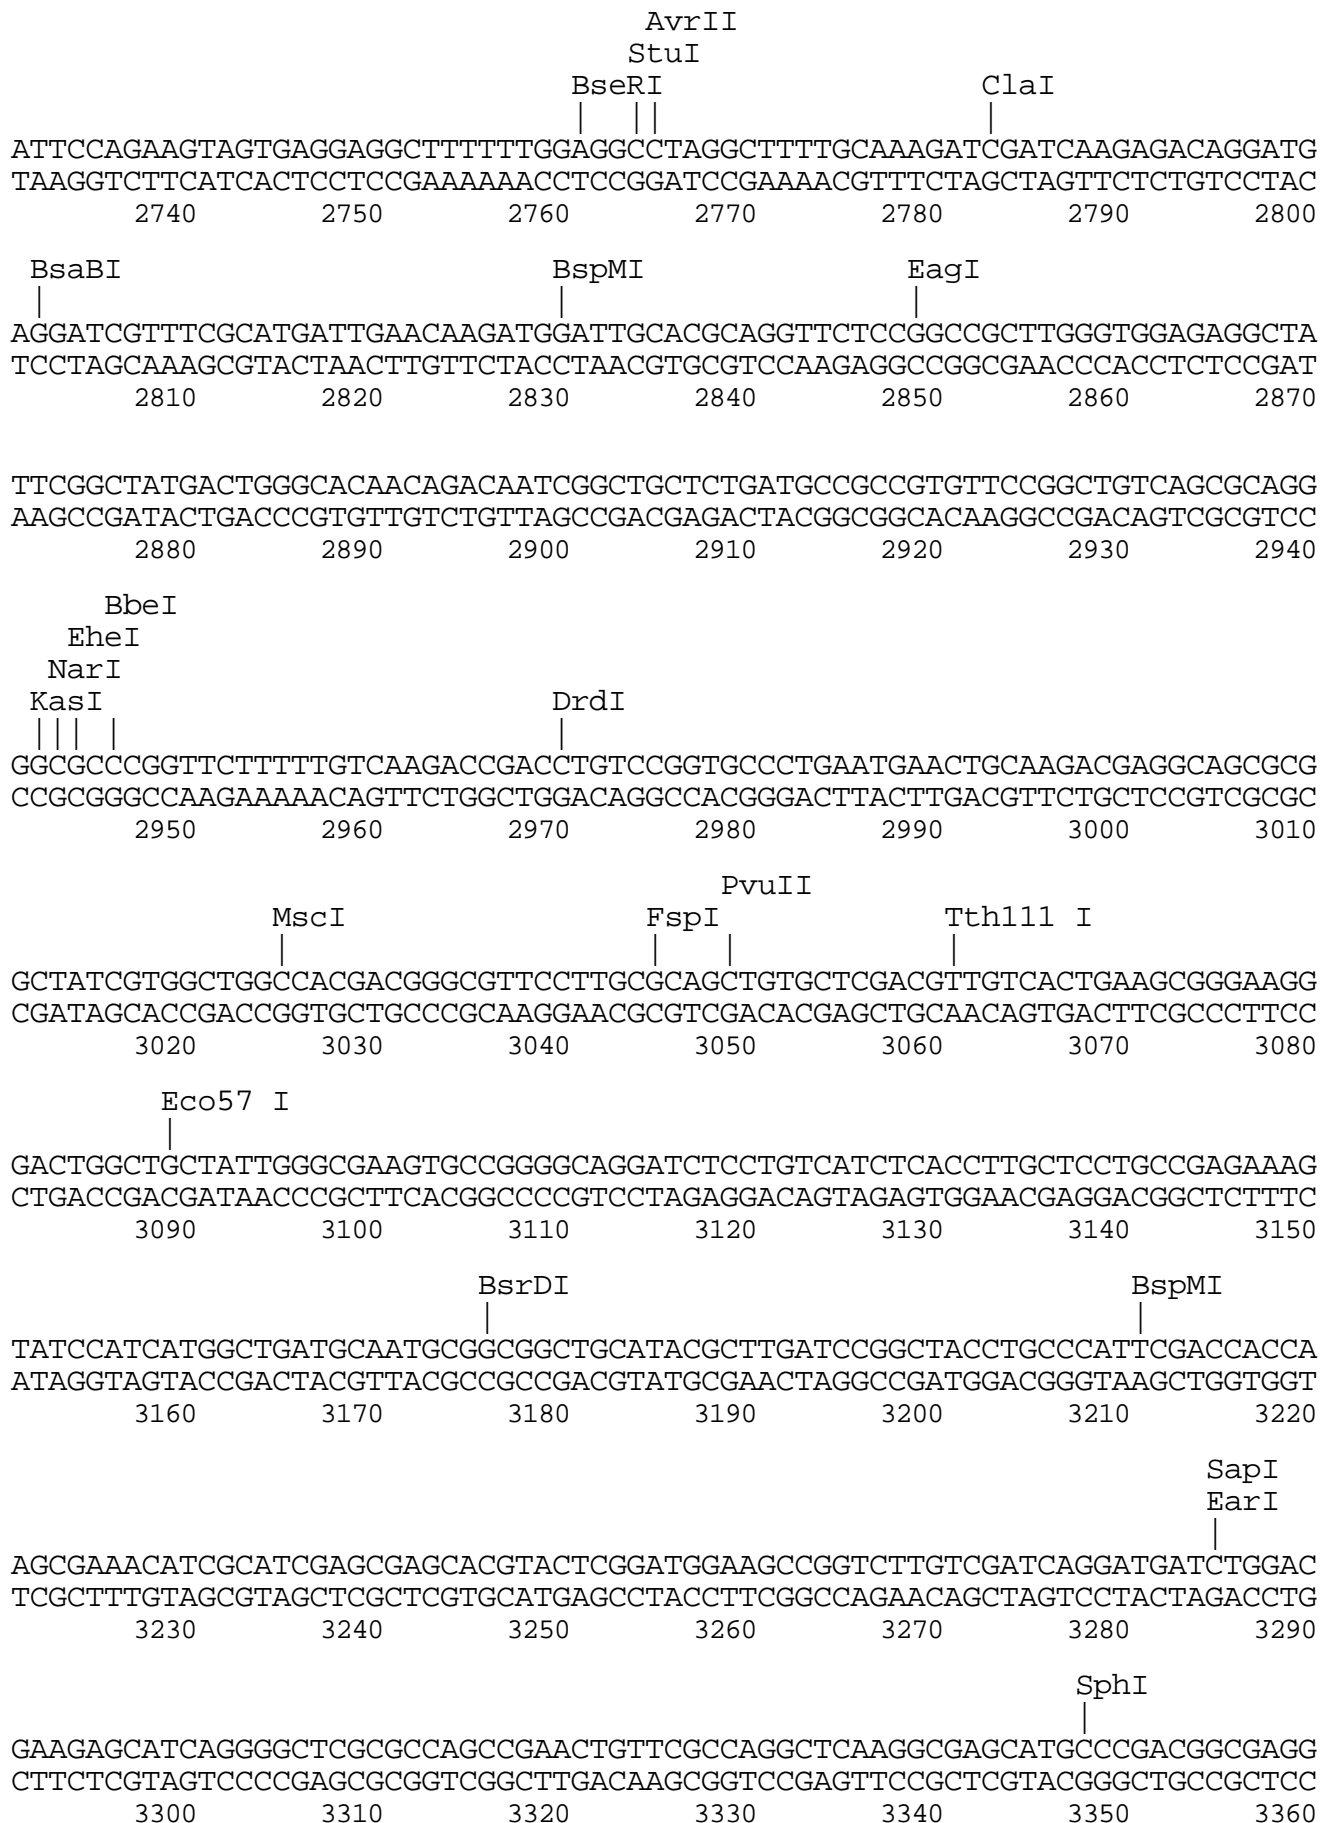 AvrII
StuI
BseRI ClaI
| || |
ATTCCAGAAGTAGTGAGGAGGCTTTTTTGGAGGCCTAGGCTTTTGCAAAGATCGATCAAGAGACAGGATG
TAAGGTCTTCATCACTCCTCCGAAAAAACCTCCGGATCCGAAAACGTTTCTAGCTAGTTCTCTGTCCTAC
2740 2750 2760 2770 2780 2790 2800
BsaBI BspMI EagI
| | |
AGGATCGTTTCGCATGATTGAACAAGATGGATTGCACGCAGGTTCTCCGGCCGCTTGGGTGGAGAGGCTA
TCCTAGCAAAGCGTACTAACTTGTTCTACCTAACGTGCGTCCAAGAGGCCGGCGAACCCACCTCTCCGAT
2810 2820 2830 2840 2850 2860 2870
TTCGGCTATGACTGGGCACAACAGACAATCGGCTGCTCTGATGCCGCCGTGTTCCGGCTGTCAGCGCAGG
AAGCCGATACTGACCCGTGTTGTCTGTTAGCCGACGAGACTACGGCGGCACAAGGCCGACAGTCGCGTCC
2880 2890 2900 2910 2920 2930 2940
BbeI
EheI
NarI
KasI DrdI
||| | |
GGCGCCCGGTTCTTTTTGTCAAGACCGACCTGTCCGGTGCCCTGAATGAACTGCAAGACGAGGCAGCGCG
CCGCGGGCCAAGAAAAACAGTTCTGGCTGGACAGGCCACGGGACTTACTTGACGTTCTGCTCCGTCGCGC
2950 2960 2970 2980 2990 3000 3010
PvuII
MscI FspI Tth111 I
| | | |
GCTATCGTGGCTGGCCACGACGGGCGTTCCTTGCGCAGCTGTGCTCGACGTTGTCACTGAAGCGGGAAGG
CGATAGCACCGACCGGTGCTGCCCGCAAGGAACGCGTCGACACGAGCTGCAACAGTGACTTCGCCCTTCC
3020 3030 3040 3050 3060 3070 3080
Eco57 I
|
GACTGGCTGCTATTGGGCGAAGTGCCGGGGCAGGATCTCCTGTCATCTCACCTTGCTCCTGCCGAGAAAG
CTGACCGACGATAACCCGCTTCACGGCCCCGTCCTAGAGGACAGTAGAGTGGAACGAGGACGGCTCTTTC
3090 3100 3110 3120 3130 3140 3150
BsrDI BspMI
| |
TATCCATCATGGCTGATGCAATGCGGCGGCTGCATACGCTTGATCCGGCTACCTGCCCATTCGACCACCA
ATAGGTAGTACCGACTACGTTACGCCGCCGACGTATGCGAACTAGGCCGATGGACGGGTAAGCTGGTGGT
3160 3170 3180 3190 3200 3210 3220
SapI
EarI
|
AGCGAAACATCGCATCGAGCGAGCACGTACTCGGATGGAAGCCGGTCTTGTCGATCAGGATGATCTGGAC
TCGCTTTGTAGCGTAGCTCGCTCGTGCATGAGCCTACCTTCGGCCAGAACAGCTAGTCCTACTAGACCTG
3230 3240 3250 3260 3270 3280 3290
SphI
|
GAAGAGCATCAGGGGCTCGCGCCAGCCGAACTGTTCGCCAGGCTCAAGGCGAGCATGCCCGACGGCGAGG
CTTCTCGTAGTCCCCGAGCGCGGTCGGCTTGACAAGCGGTCCGAGTTCCGCTCGTACGGGCTGCCGCTCC
3300 3310 3320 3330 3340 3350 3360